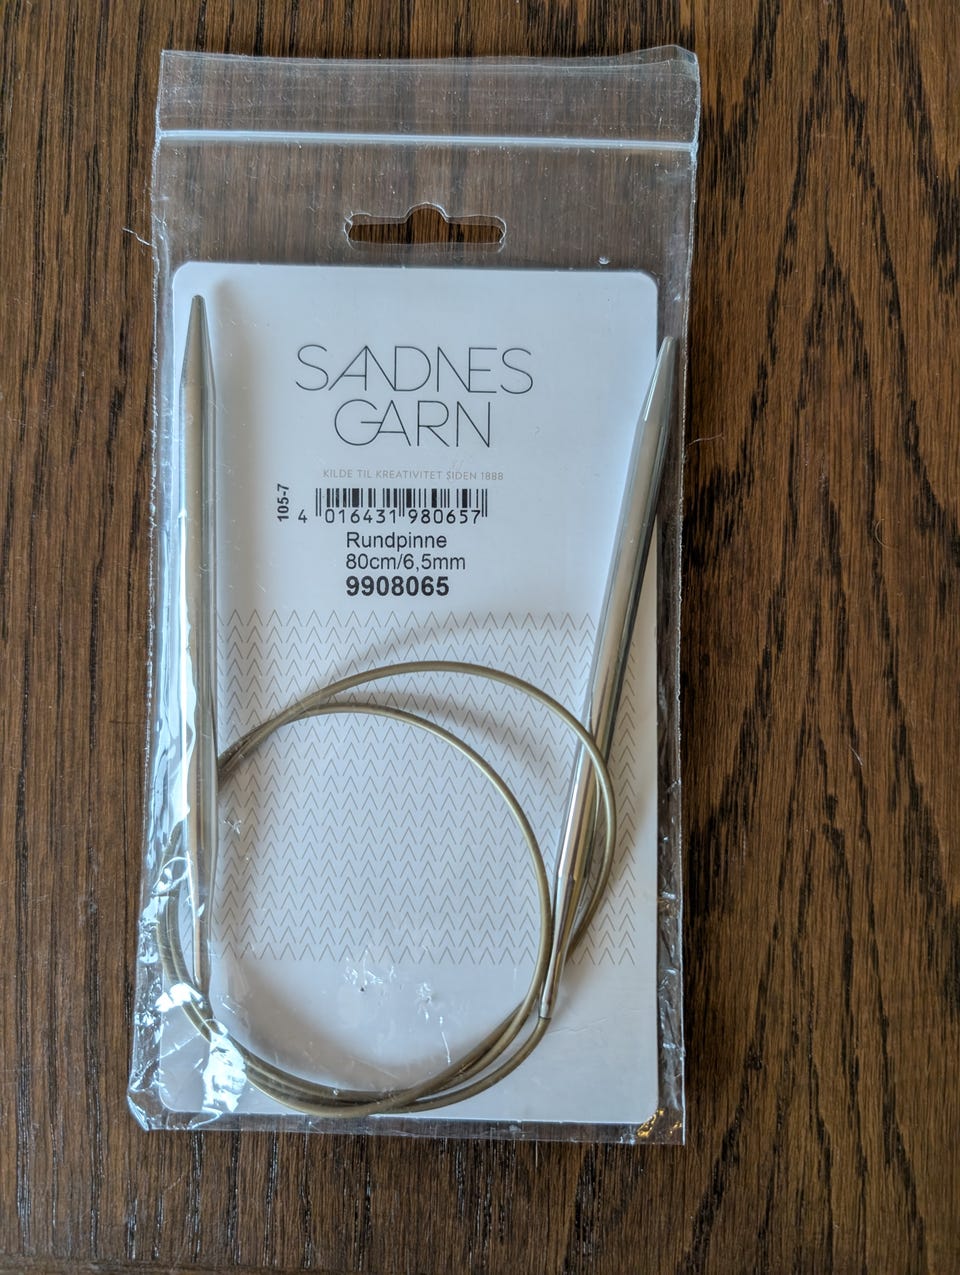 SANDNES
GARN
KILDE TIL KREATIVITET SIDEN 1888
105-7
4 016431 980657
Rundpinne
80cm/6,5mm
9908065